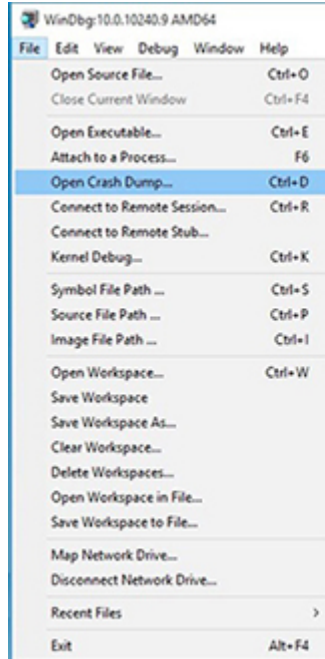 WinDbg:10.0.10240.9 AMD64
File Edit View Debug Window Help
Open Source File... Ctrl+O
Close Current Window Ctrl+F4
Open Executable... Ctrl+E
Attach to a Process... F6
Open Crash Dump... Ctrl+D
Connect to Remote Session... Ctrl+R
Connect to Remote Stub...
Kernel Debug... Ctrl+K
Symbol File Path ... Ctrl+S
Source File Path ... Ctrl+P
Image File Path ... Ctrl+I
Open Workspace... Ctrl+W
Save Workspace
Save Workspace As...
Clear Workspace...
Delete Workspaces...
Open Workspace in File...
Save Workspace to File...
Map Network Drive...
Disconnect Network Drive...
Recent Files
Exit Alt+F4